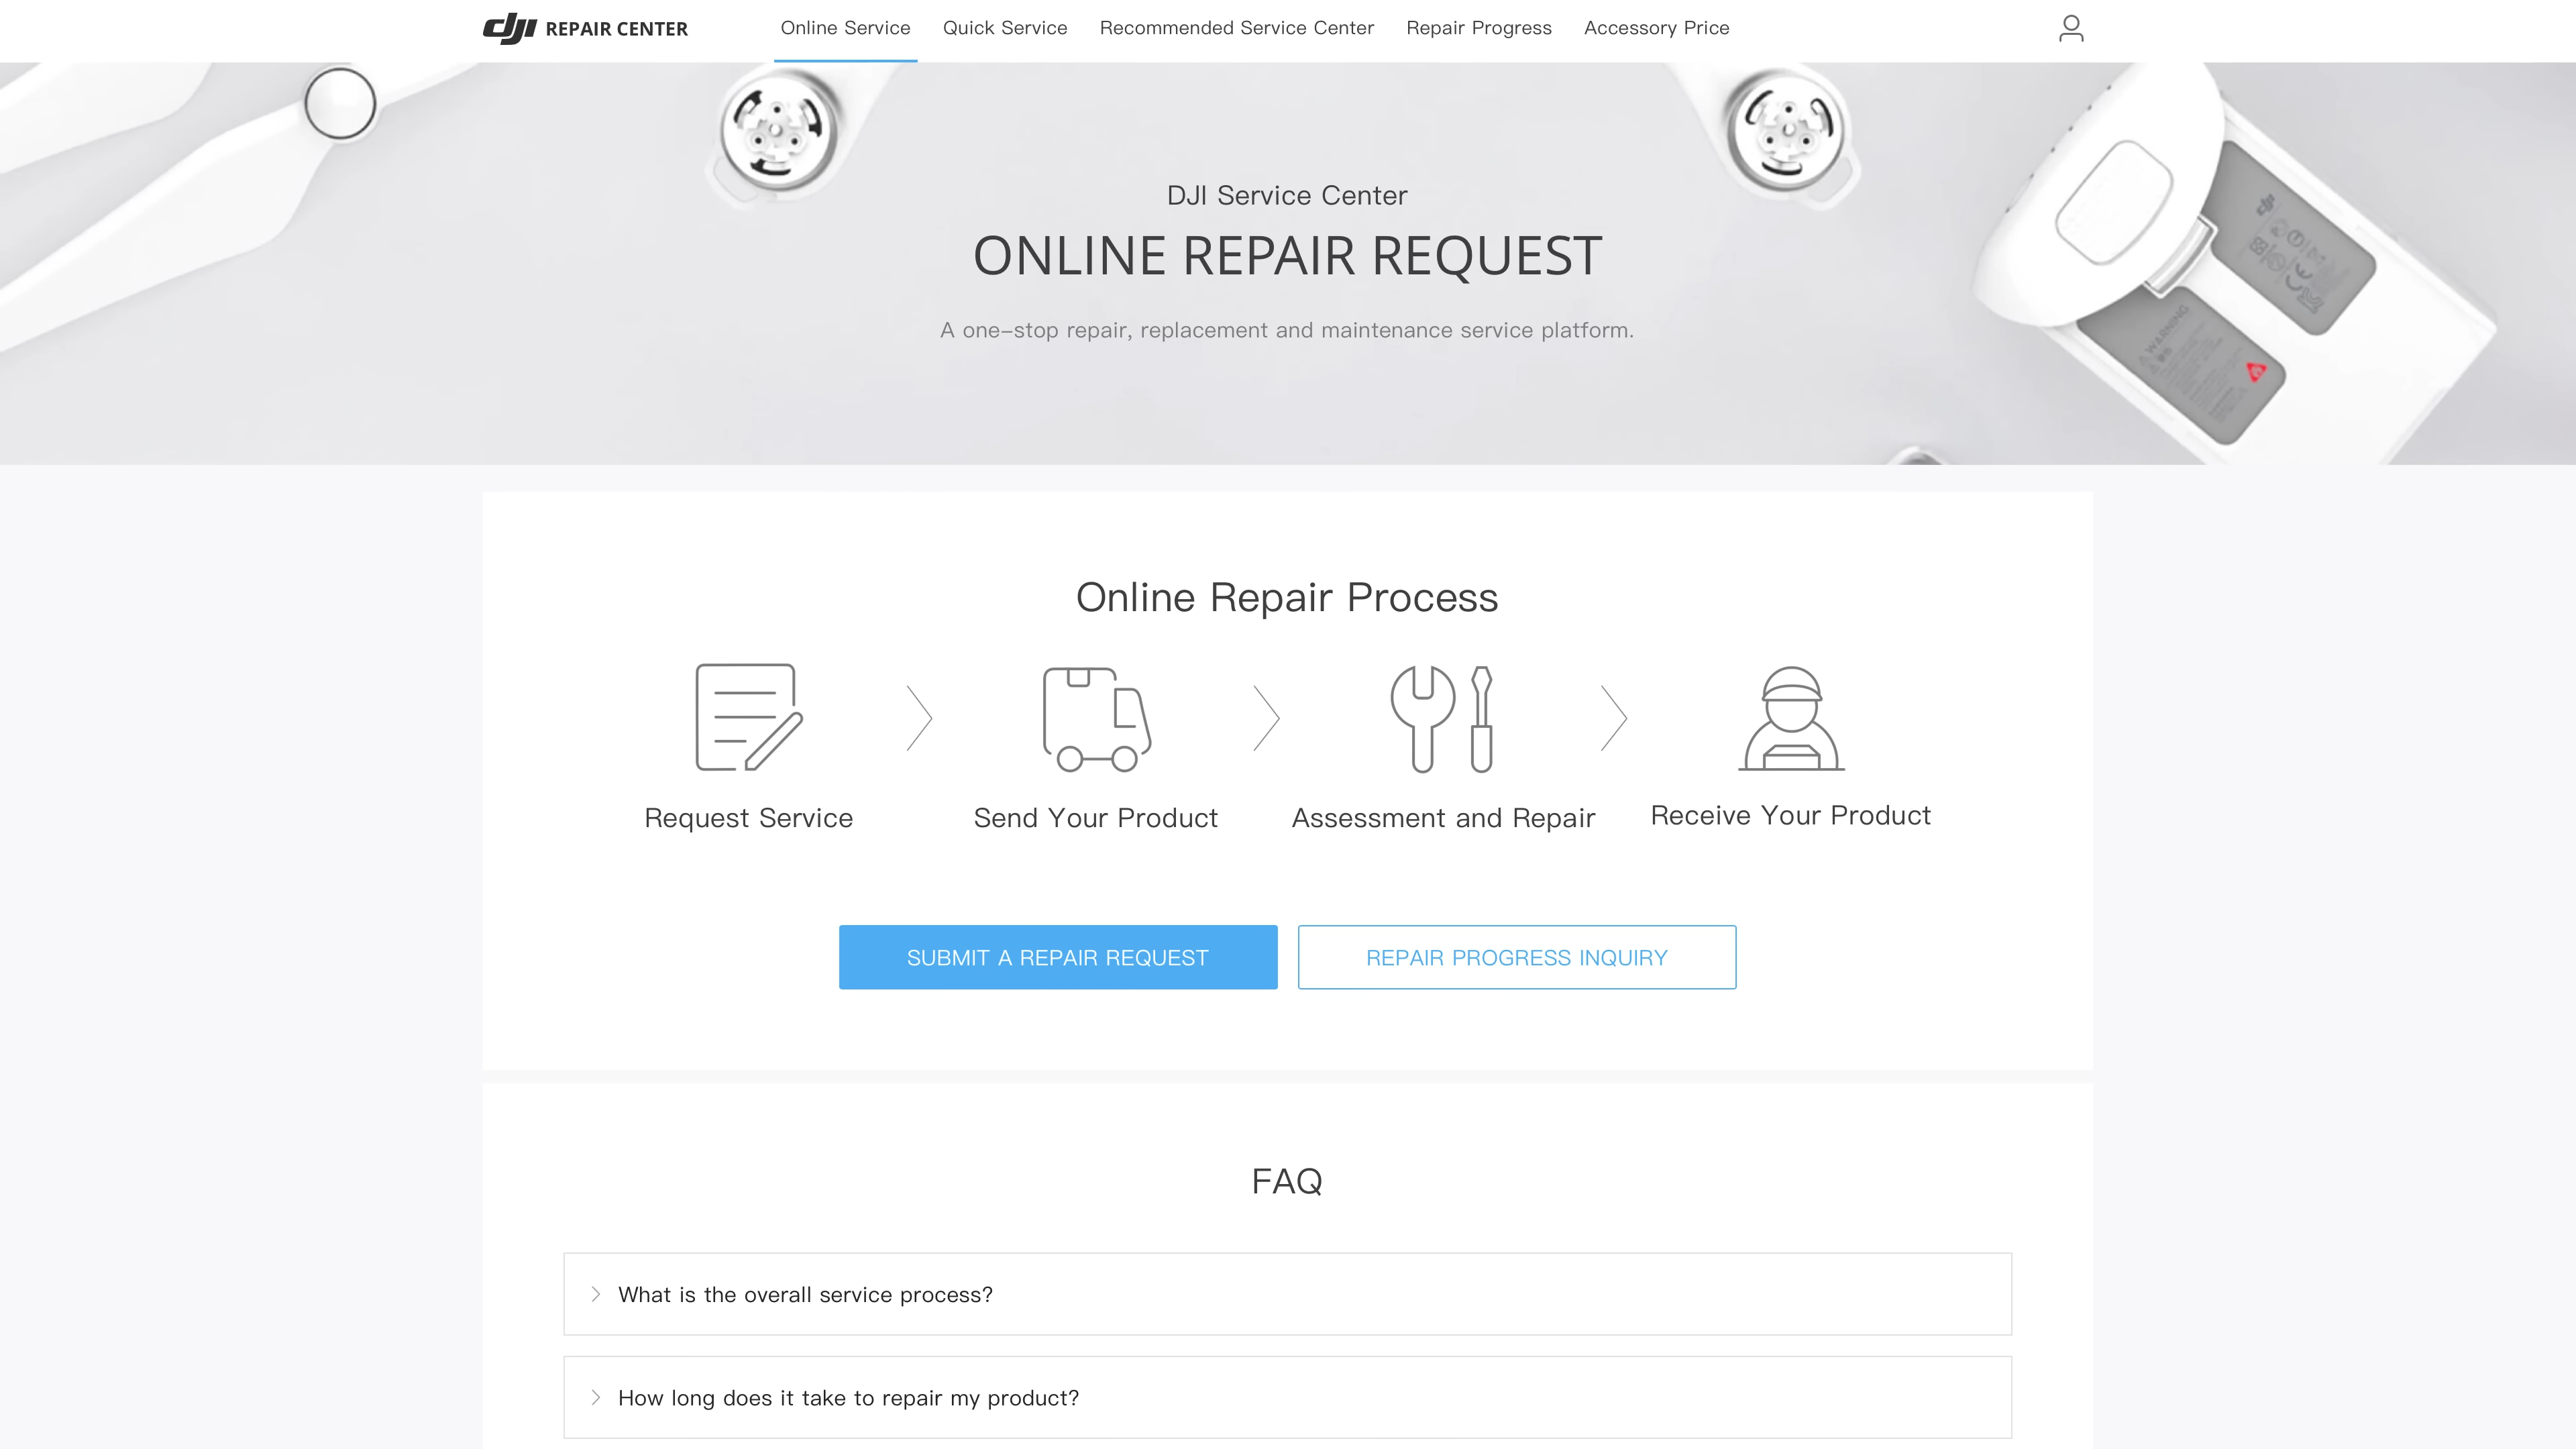 dji REPAIR CENTER
Online Service
Quick Service
Recommended Service Center
Repair Progress
Accessory Price
DJI Service Center
ONLINE REPAIR REQUEST
A one-stop repair, replacement and maintenance service platform.
WARNING
Online Repair Process
Request Service
Send Your Product
Assessment and Repair
Receive Your Product
SUBMIT A REPAIR REQUEST
REPAIR PROGRESS INQUIRY
FAQ
What is the overall service process?
How long does it take to repair my product?